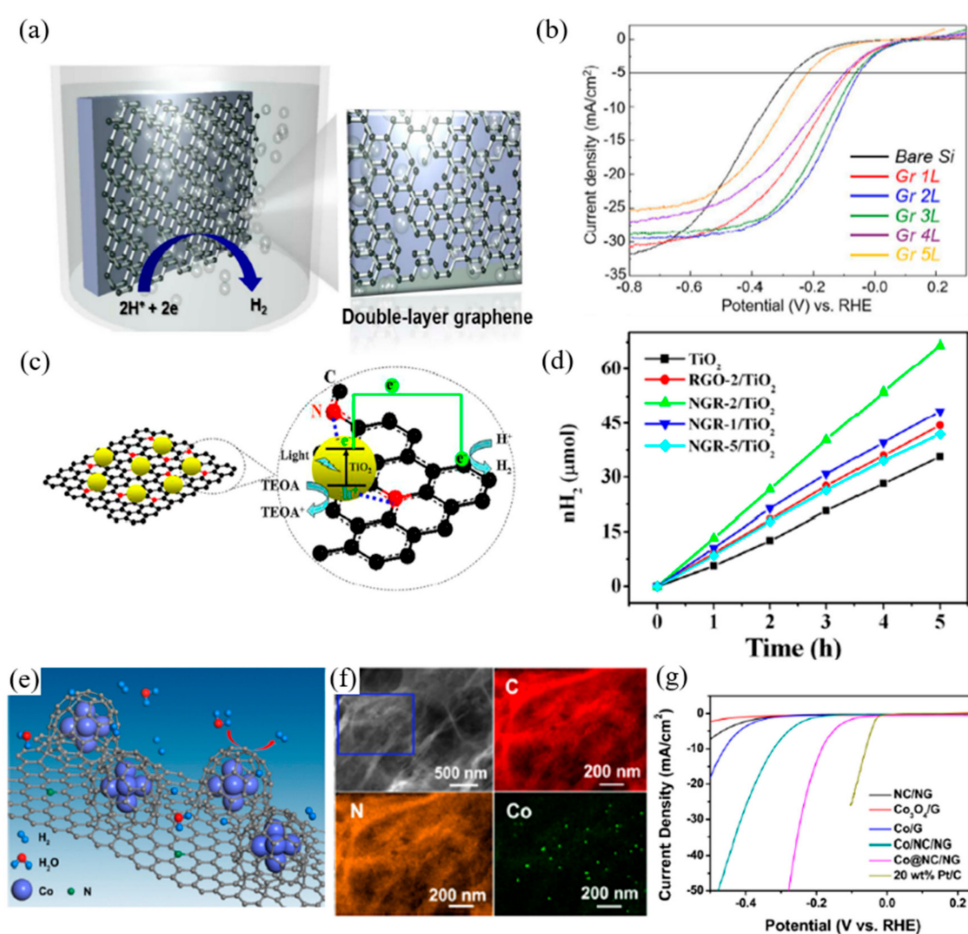 (a)
2H⁺ + 2e
H₂
Double-layer graphene
(b)
Current density (mA/cm²)
0
-5
-10
-15
-20
-25
-30
-35
Bare Si
Gr 1L
Gr 2L
Gr 3L
Gr 4L
Gr 5L
-0.8
-0.6
-0.4
-0.2
0.0
0.2
Potential (V) vs. RHE
(c)
C
N
e
e⁻
Light
TiO₂
TEOA
h⁺
TEOA⁺
e
H⁺
H₂
(d)
nH₂ (μmol)
60
45
30
15
0
TiO₂
RGO-2/TiO₂
NGR-2/TiO₂
NGR-1/TiO₂
NGR-5/TiO₂
0
1
2
3
4
5
Time (h)
(e)
H₂
H₂O
Co
N
(f)
500 nm
C
200 nm
N
200 nm
Co
200 nm
(g)
Current Density (mA/cm²)
0
-10
-20
-30
-40
-50
NC/NG
Co₃O₄/G
Co/G
Co/NC/NG
Co@NC/NG
20 wt% Pt/C
-0.4
-0.2
0.0
0.2
Potential (V vs. RHE)